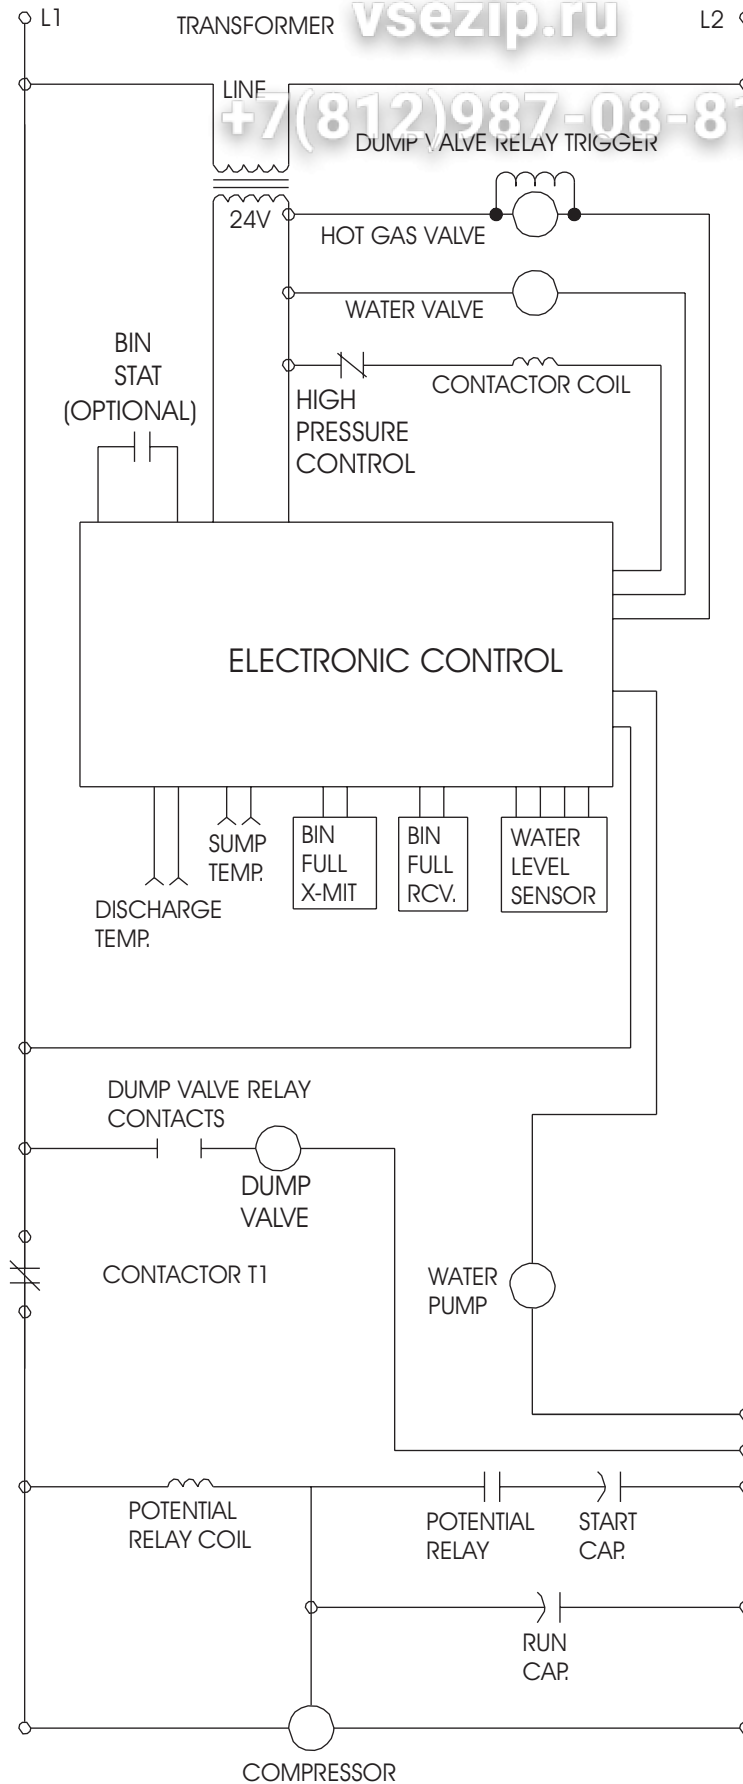 L1
TRANSFORMER
vsezip.ru
L2
LINE
+7(812)987-08-81
DUMP VALVE RELAY TRIGGER
24V
HOT GAS VALVE
WATER VALVE
BIN
STAT
(OPTIONAL)
CONTACTOR COIL
HIGH
PRESSURE
CONTROL
ELECTRONIC CONTROL
DISCHARGE
TEMP.
SUMP
TEMP.
BIN
FULL
X-MIT
BIN
FULL
RCV.
WATER
LEVEL
SENSOR
DUMP VALVE RELAY
CONTACTS
DUMP
VALVE
CONTACTOR T1
WATER
PUMP
POTENTIAL
RELAY COIL
POTENTIAL
RELAY
START
CAP.
RUN
CAP.
COMPRESSOR